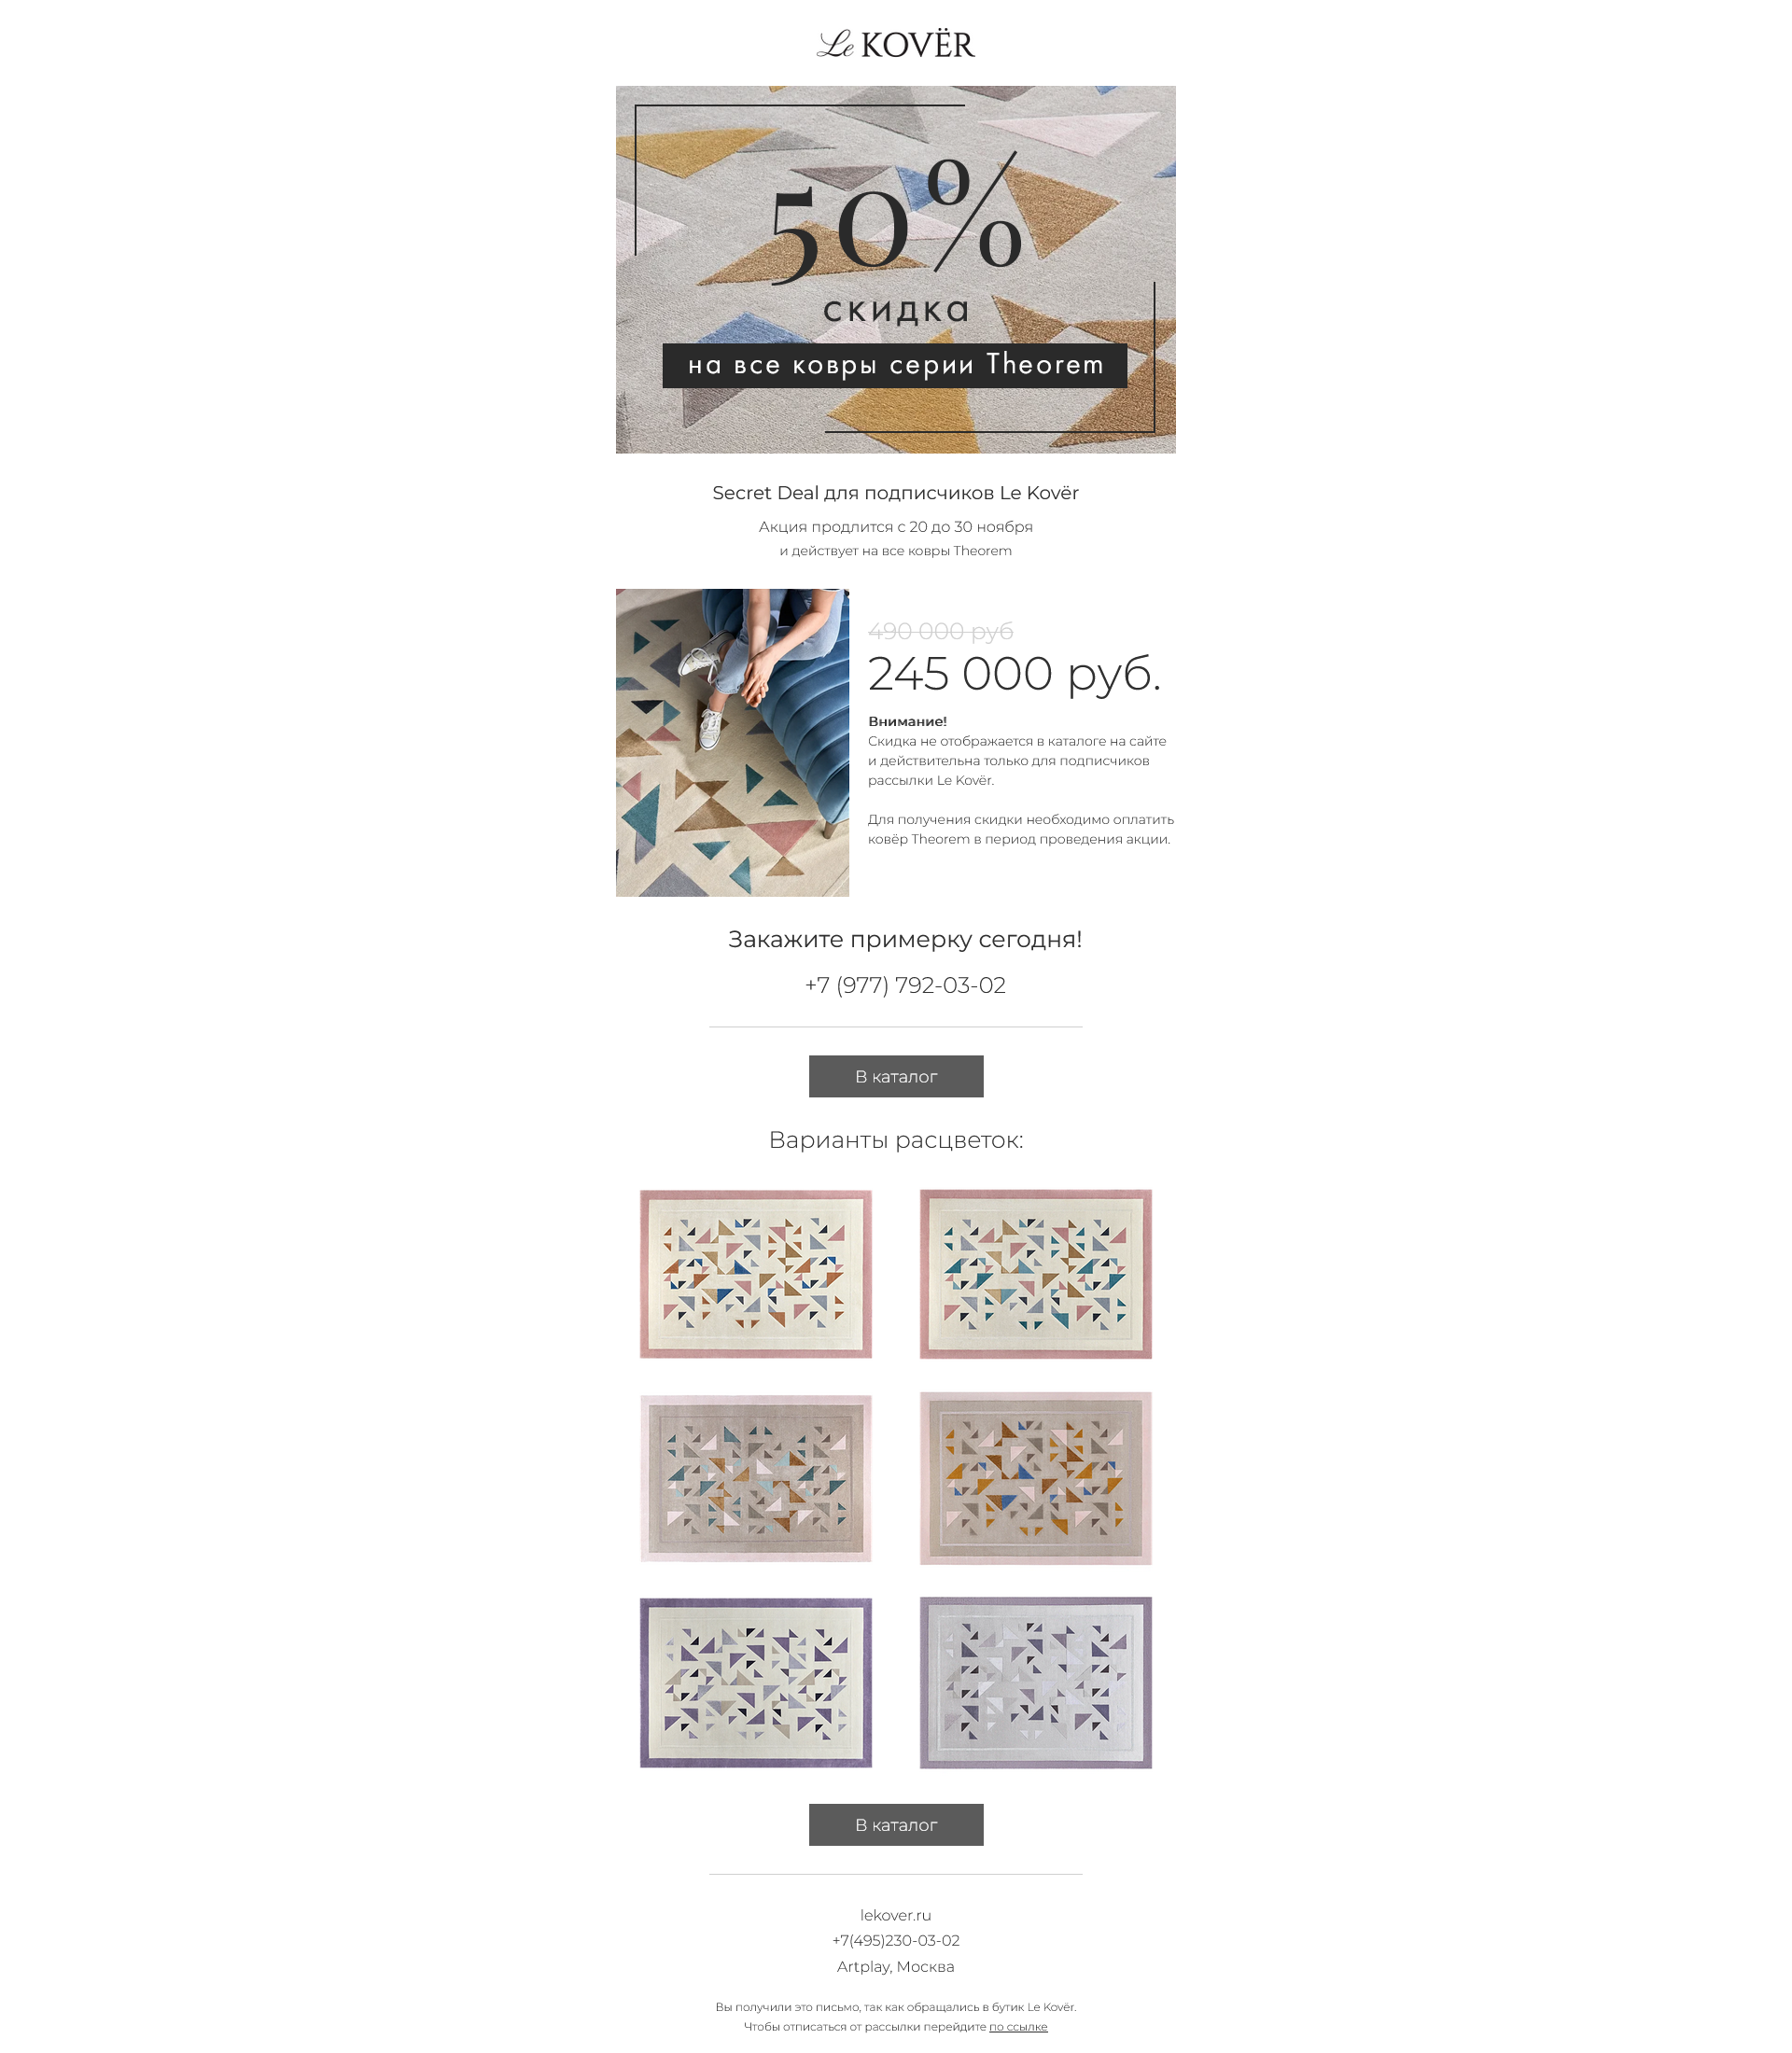 Le KOVЁR
50%
скидка
на все ковры серии Theorem
Secret Deal для подписчиков Le Kovёr
Акция продлится с 20 до 30 ноября
и действует на все ковры Theorem
490 000 руб
245 000 руб.
Внимание!
Скидка не отображается в каталоге на сайте
и действительна только для подписчиков
рассылки Le Kovёr.
Для получения скидки необходимо оплатить
ковёр Theorem в период проведения акции.
Закажите примерку сегодня!
+7 (977) 792-03-02
В каталог
Варианты расцветок:
В каталог
lekover.ru
+7(495)230-03-02
Artplay, Москва
Вы получили это письмо, так как обращались в бутик Le Kovёr.
Чтобы отписаться от рассылки перейдите по ссылке